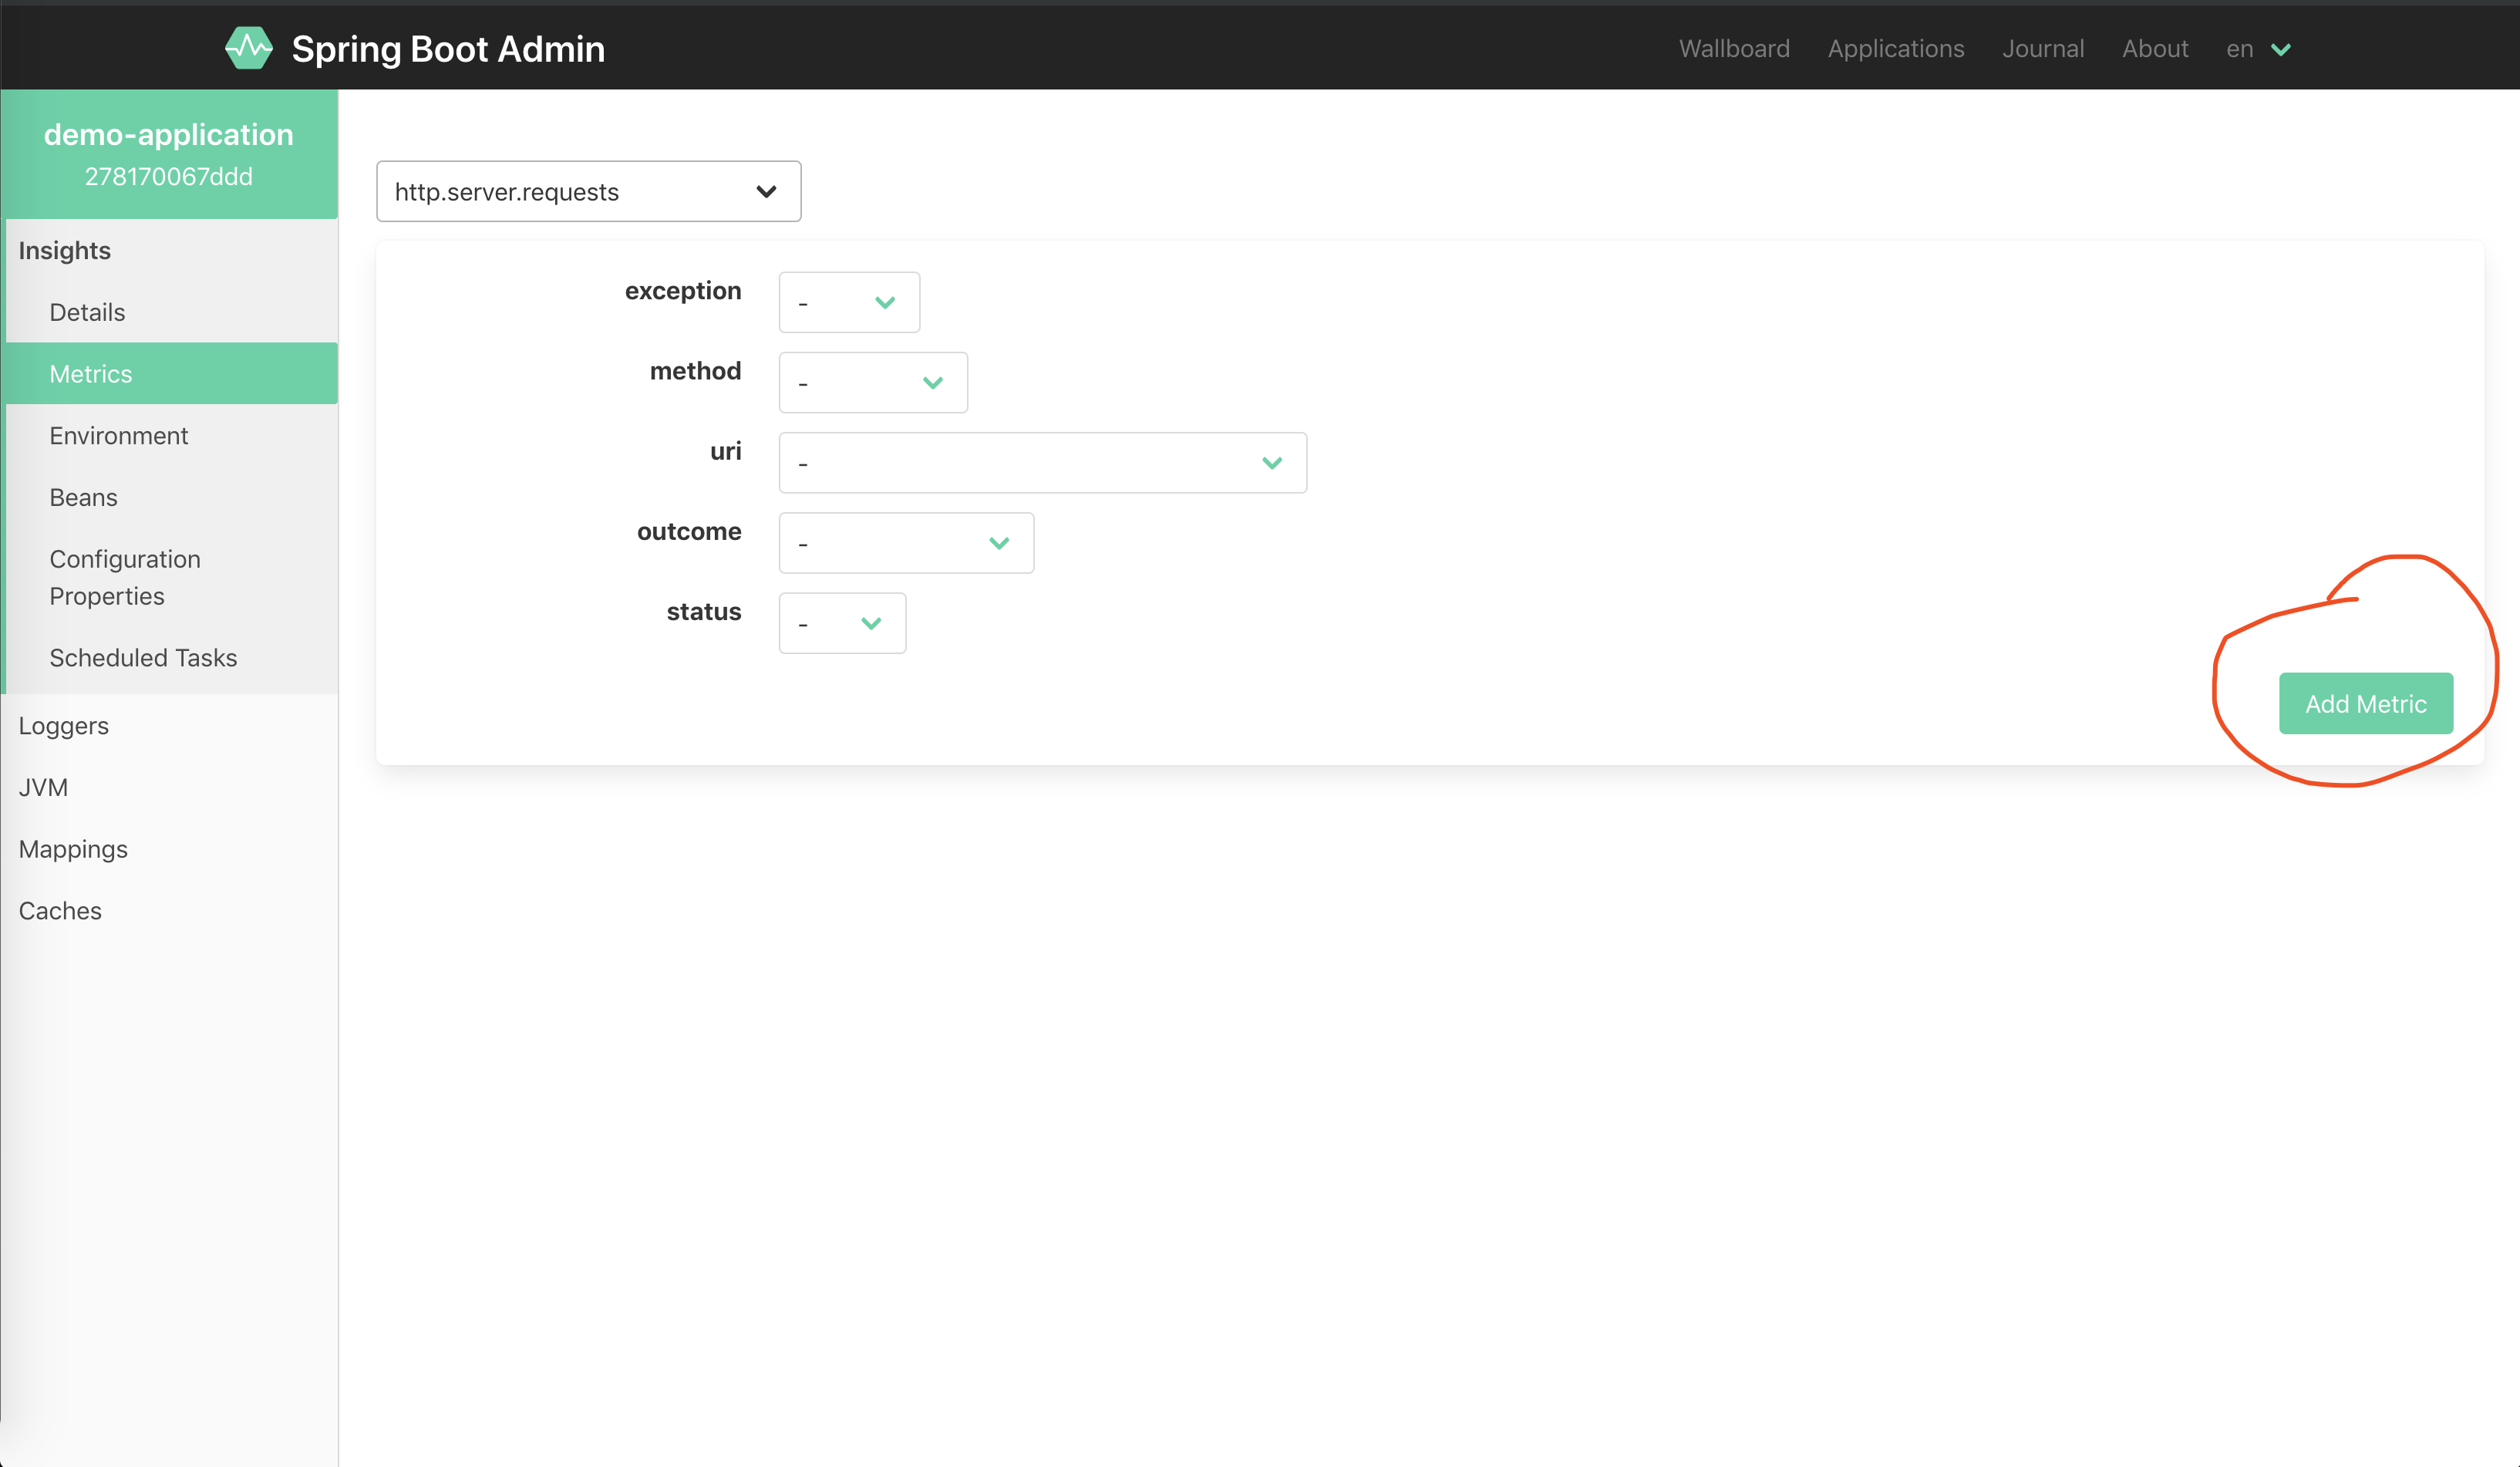 Spring Boot Admin
Wallboard Applications Journal About en
demo-application
278170067ddd
Insights
Details
Metrics
Environment
Beans
Configuration
Properties
Scheduled Tasks
Loggers
JVM
Mappings
Caches
http.server.requests
exception -
method -
uri -
outcome -
status -
Add Metric